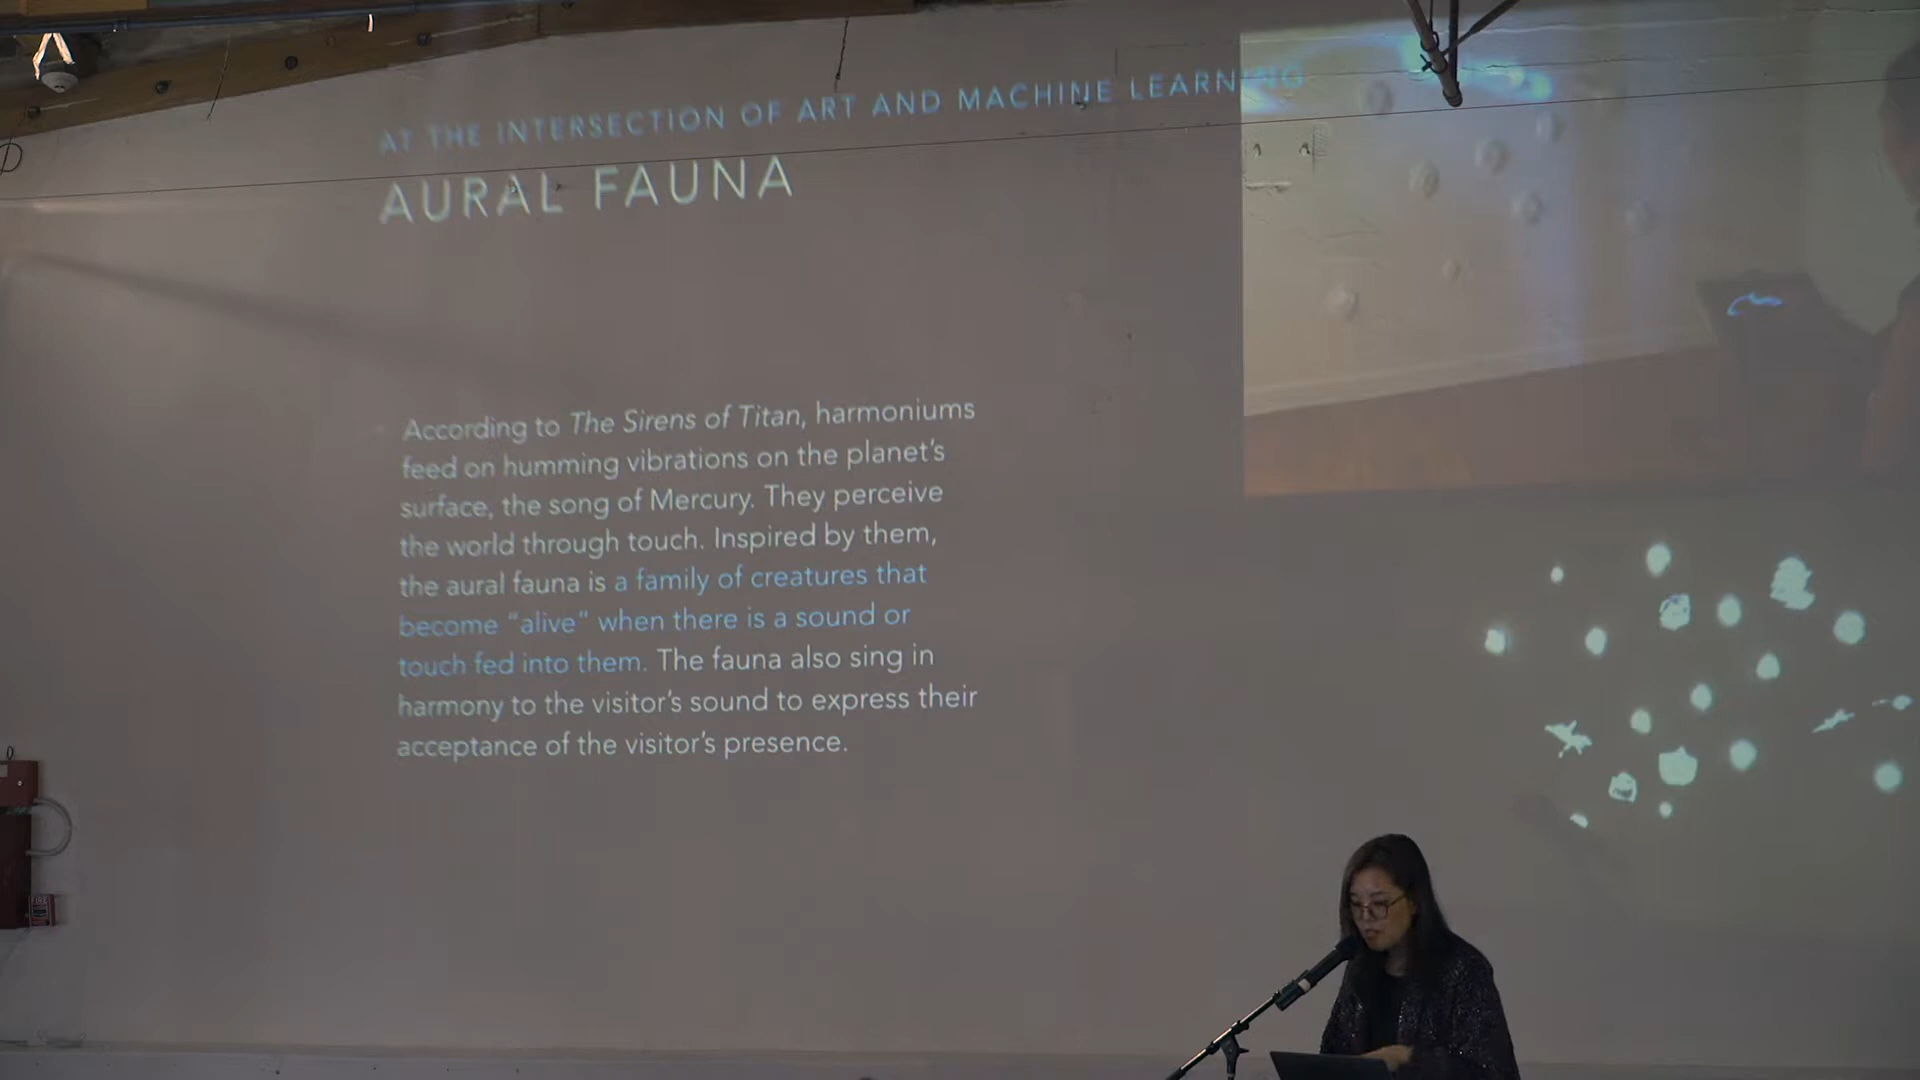 AT THE INTERSECTION OF ART AND MACHINE LEARNING
AURAL FAUNA
According to The Sirens of Titan, harmoniums
feed on humming vibrations on the planet's
surface, the song of Mercury. They perceive
the world through touch. Inspired by them,
the aural fauna is a family of creatures that
become "alive" when there is a sound or
touch fed into them. The fauna also sing in
harmony to the visitor's sound to express their
acceptance of the visitor's presence.
FIRE